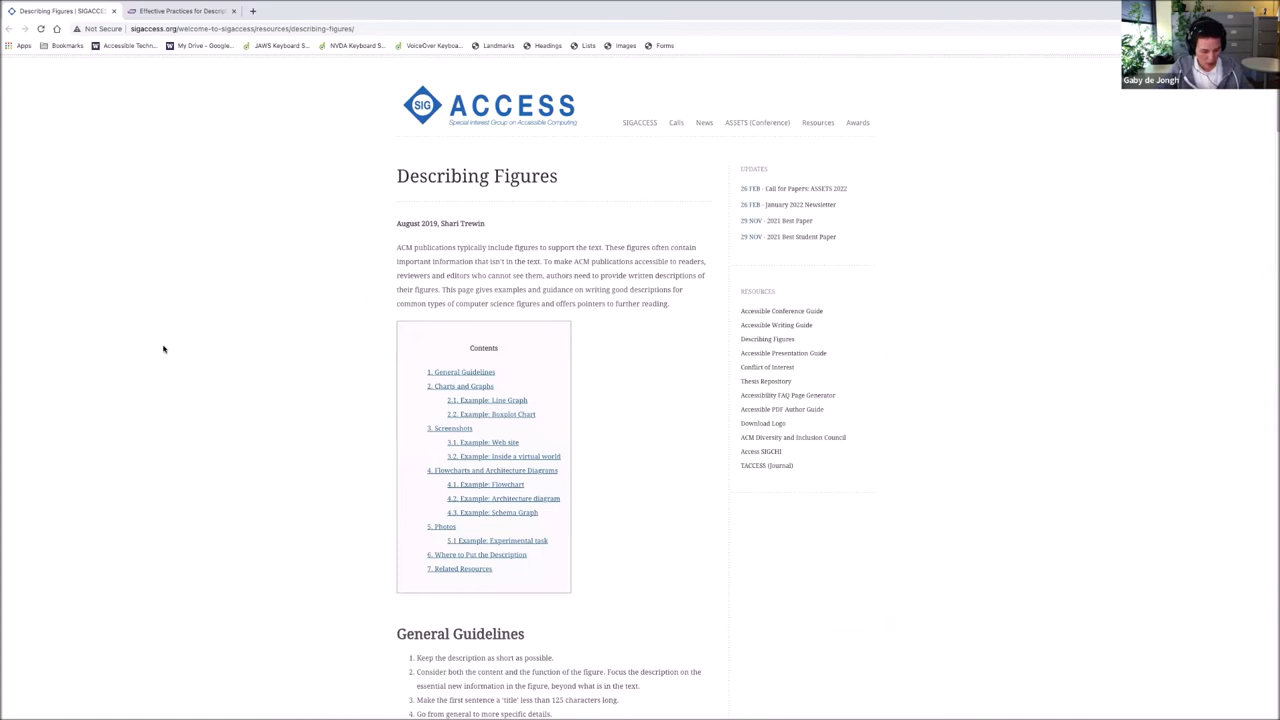 Describing Figures | SIGACCESS
Effective Practices for Descri
Not Secure
sigaccess.org/welcome-to-sigaccess/resources/describing-figures/
Apps
Bookmarks
Accessible Techn...
My Drive - Google...
JAWS Keyboard S...
NVDA Keyboard S...
VoiceOver Keyboa...
Landmarks
Headings
Lists
Images
Forms
Gaby de Jongh
SIG ACCESS
Special Interest Group on Accessible Computing
SIGACCESS
Calls
News
ASSETS (Conference)
Resources
Awards
Describing Figures
August 2019, Shari Trewin
ACM publications typically include figures to support the text. These figures often contain
important information that isn't in the text. To make ACM publications accessible to readers,
reviewers and editors who cannot see them, authors need to provide written descriptions of
their figures. This page gives examples and guidance on writing good descriptions for
common types of computer science figures and offers pointers to further reading.
Contents
1. General Guidelines
2. Charts and Graphs
2.1. Example: Line Graph
2.2. Example: Boxplot Chart
3. Screenshots
3.1. Example: Web site
3.2. Example: Inside a virtual world
4. Flowcharts and Architecture Diagrams
4.1. Example: Flowchart
4.2. Example: Architecture diagram
4.3. Example: Schema Graph
5. Photos
5.1 Example: Experimental task
6. Where to Put the Description
7. Related Resources
General Guidelines
1. Keep the description as short as possible.
2. Consider both the content and the function of the figure. Focus the description on the
essential new information in the figure, beyond what is in the text.
3. Make the first sentence a 'title' less than 125 characters long.
4. Go from general to more specific details.
UPDATES
26 FEB - Call for Papers: ASSETS 2022
26 FEB - January 2022 Newsletter
29 NOV - 2021 Best Paper
29 NOV - 2021 Best Student Paper
RESOURCES
Accessible Conference Guide
Accessible Writing Guide
Describing Figures
Accessible Presentation Guide
Conflict of Interest
Thesis Repository
Accessibility FAQ Page Generator
Accessible PDF Author Guide
Download Logo
ACM Diversity and Inclusion Council
Access SIGCHI
TACCESS (Journal)